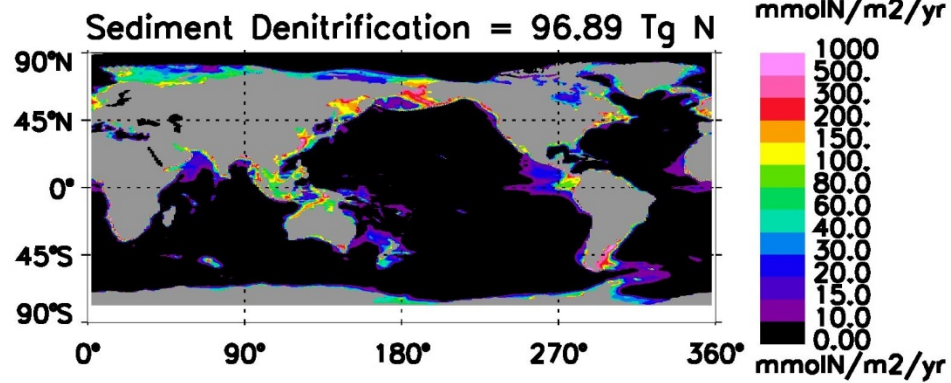 Sediment Denitrification = 96.89 Tg N
mmolN/m2/yr
90°N
45°N
0°
45°S
90°S
0°
90°
180°
270°
360°
1000
500.
300.
200.
150.
100.
80.0
60.0
40.0
30.0
20.0
15.0
10.0
0.00
mmolN/m2/yr